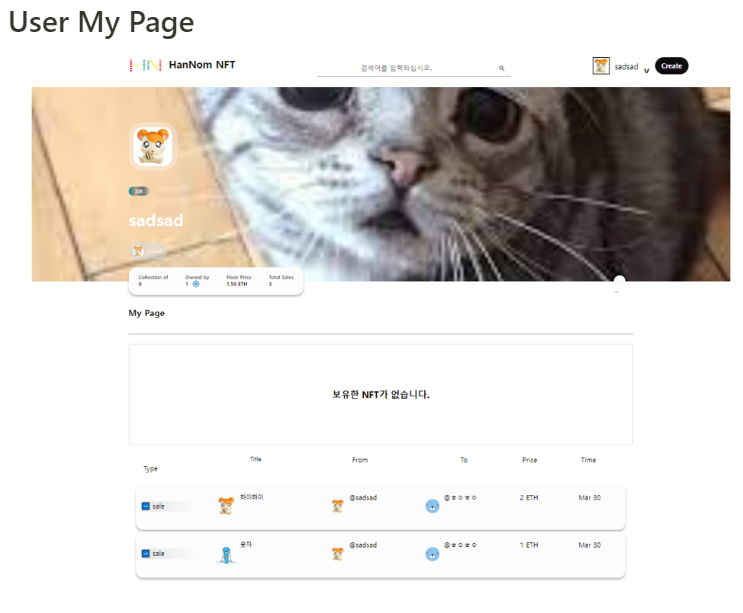 User My Page
HNI HanNom NFT
검색어를 입력하십시오.
sadsad
Create
sadsad
Collection of
0
Owned by
1
Floor Price
1.50 ETH
Total Sales
3
My Page
보유한 NFT가 없습니다.
Type Title From To Price Time
sale 하이하이 @sadsad @ㅎㅇㅎㅇ 2 ETH Mar 30
sale 웃자 @sadsad @ㅎㅇㅎㅇ 1 ETH Mar 30